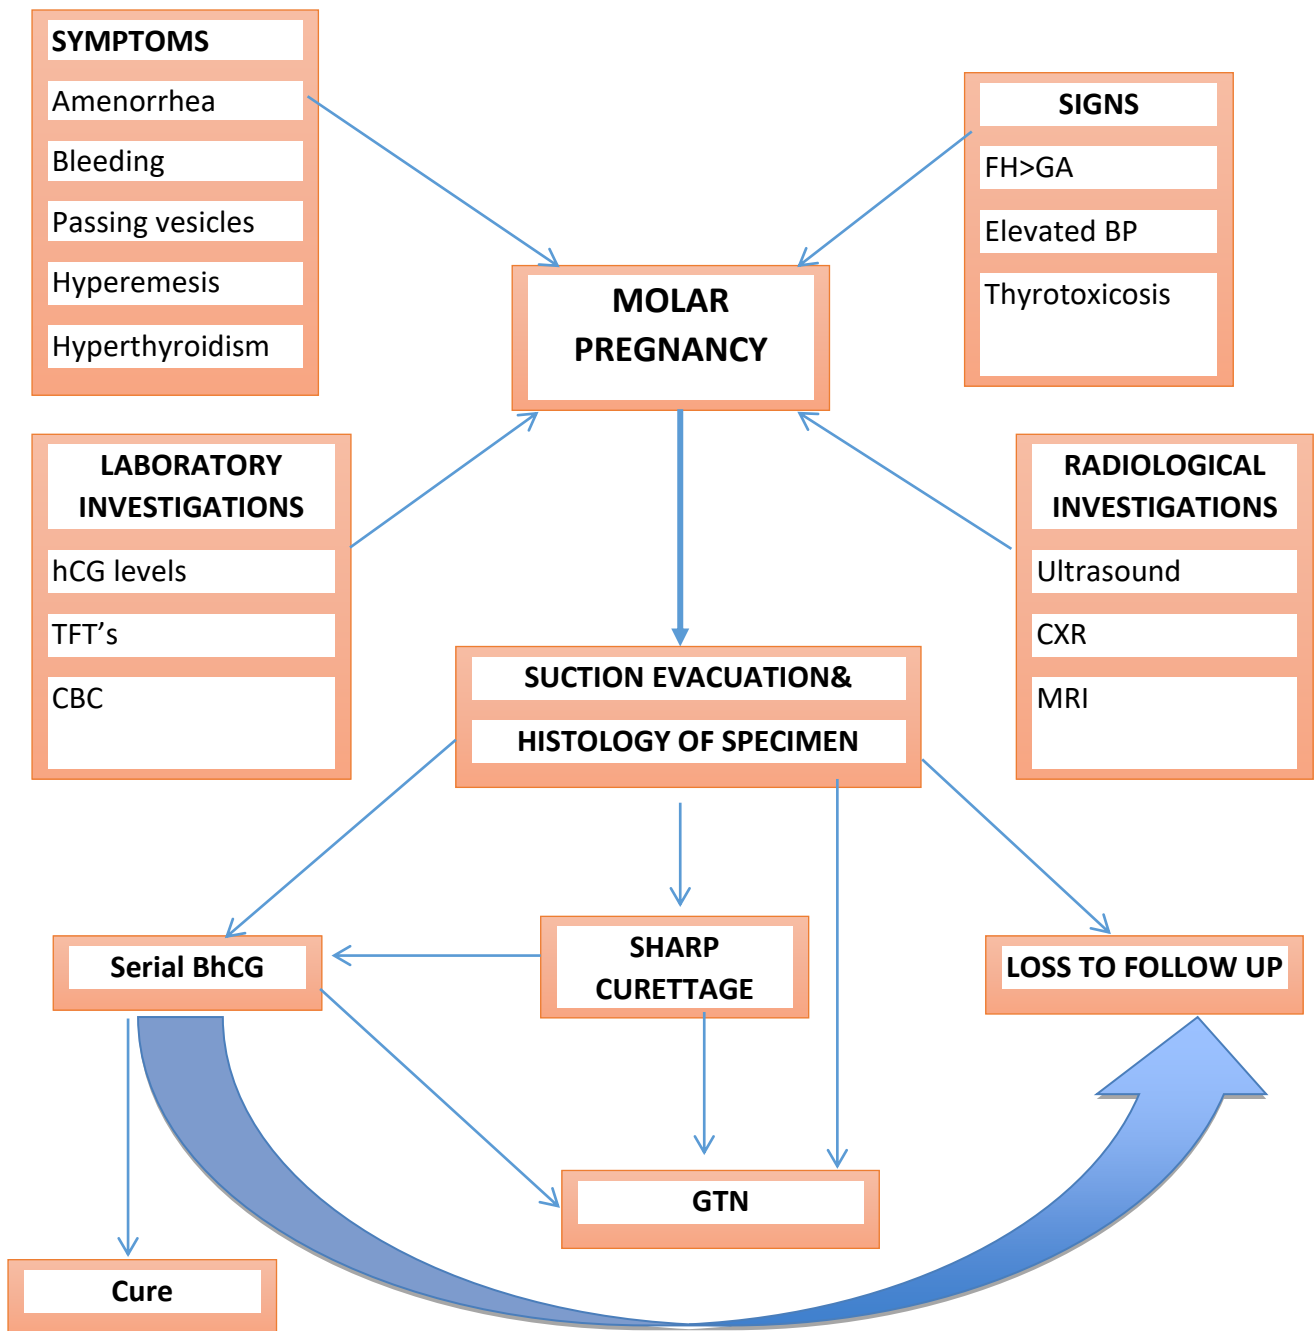 SYMPTOMS
Amenorrhea
Bleeding
Passing vesicles
Hyperemesis
Hyperthyroidism
SIGNS
FH>GA
Elevated BP
Thyrotoxicosis
MOLAR
PREGNANCY
LABORATORY
INVESTIGATIONS
hCG levels
TFT’s
CBC
RADIOLOGICAL
INVESTIGATIONS
Ultrasound
CXR
MRI
SUCTION EVACUATION&
HISTOLOGY OF SPECIMEN
Serial BhCG
SHARP
CURETTAGE
LOSS TO FOLLOW UP
GTN
Cure